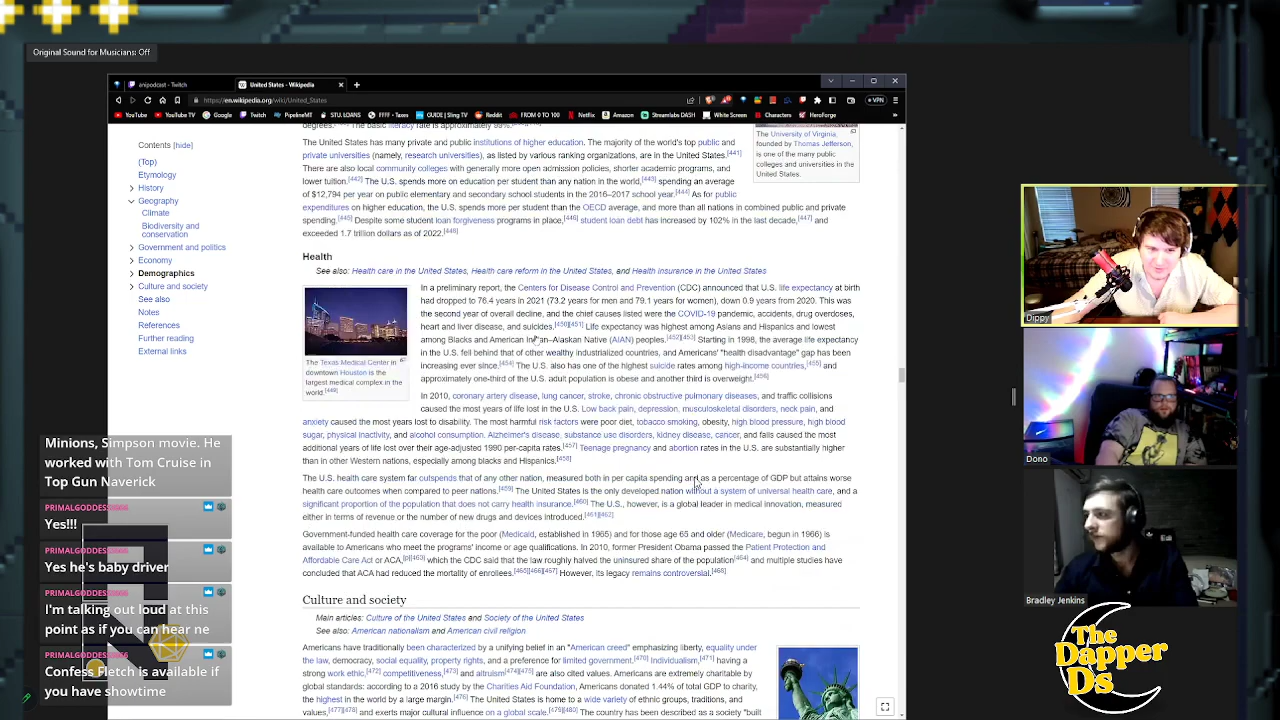 Original Sound for Musicians: Off
anipodcast - Twitch
United States - Wikipedia
https://en.wikipedia.org/wiki/United_States
VPN
YouTube YouTube TV Google Twitch PipelineMT STU. LOANS FFF - Taxes GUIDE | Sling TV Reddit FROM 0 TO 100 Netflix Amazon Streamlabs DASH White Screen Characters HeroForge
Contents [hide]
(Top)
Etymology
History
Geography
Climate
Biodiversity and
conservation
Government and politics
Economy
Demographics
Culture and society
See also
Notes
References
Further reading
External links
The United States has many private and public institutions of higher education. The majority of the world's top public and
private universities (namely, research universities), as listed by various ranking organizations, are in the United States.[441]
There are also local community colleges with generally more open admission policies, shorter academic programs, and
lower tuition.[442] The U.S. spends more on education per student than any nation in the world,[443] spending an average
of $12,794 per year on public elementary and secondary school students in the 2016–2017 school year.[444] As for public
expenditures on higher education, the U.S. spends more per student than the OECD average, and more than all nations in combined public and private
spending.[445] Despite some student loan forgiveness programs in place,[446] student loan debt has increased by 102% in the last decade,[447] and
exceeded 1.7 trillion dollars as of 2022.[448]
The University of Virginia,
founded by Thomas Jefferson,
is one of the many public
colleges and universities in the
United States.
Health
See also: Health care in the United States, Health care reform in the United States, and Health insurance in the United States
In a preliminary report, the Centers for Disease Control and Prevention (CDC) announced that U.S. life expectancy at birth
had dropped to 76.4 years in 2021 (73.2 years for men and 79.1 years for women), down 0.9 years from 2020. This was
the second year of overall decline, and the chief causes listed were the COVID-19 pandemic, accidents, drug overdoses,
heart and liver disease, and suicides.[450][451] Life expectancy was highest among Asians and Hispanics and lowest
among Blacks and American Indian–Alaskan Native (AIAN) peoples.[452][453] Starting in 1998, the average life expectancy
in the U.S. fell behind that of other wealthy industrialized countries, and Americans' "health disadvantage" gap has been
increasing ever since.[454] The U.S. also has one of the highest suicide rates among high-income countries,[455] and
approximately one-third of the U.S. adult population is obese and another third is overweight.[456]
The Texas Medical Center in
downtown Houston is the
largest medical complex in the
world.[449]
In 2010, coronary artery disease, lung cancer, stroke, chronic obstructive pulmonary diseases, and traffic collisions
caused the most years of life lost in the U.S. Low back pain, depression, musculoskeletal disorders, neck pain, and
anxiety caused the most years lost to disability. The most harmful risk factors were poor diet, tobacco smoking, obesity, high blood pressure, high blood
sugar, physical inactivity, and alcohol consumption. Alzheimer's disease, substance use disorders, kidney disease, cancer, and falls caused the most
additional years of life lost over their age-adjusted 1990 per-capita rates.[457] Teenage pregnancy and abortion rates in the U.S. are substantially higher
than in other Western nations, especially among blacks and Hispanics.[458]
The U.S. health care system far outspends that of any other nation, measured both in per capita spending and as a percentage of GDP but attains worse
health care outcomes when compared to peer nations.[459] The United States is the only developed nation without a system of universal health care, and a
significant proportion of the population that does not carry health insurance.[460] The U.S., however, is a global leader in medical innovation, measured
either in terms of revenue or the number of new drugs and devices introduced.[461][462]
Government-funded health care coverage for the poor (Medicaid, established in 1965) and for those age 65 and older (Medicare, begun in 1966) is
available to Americans who meet the programs' income or age qualifications. In 2010, former President Obama passed the Patient Protection and
Affordable Care Act or ACA,[p][463] which the CDC said that the law roughly halved the uninsured share of the population[464] and multiple studies have
concluded that ACA had reduced the mortality of enrollees.[465][466][467] However, its legacy remains controversial.[468]
Culture and society
Main articles: Culture of the United States and Society of the United States
See also: American nationalism and American civil religion
Americans have traditionally been characterized by a unifying belief in an "American creed" emphasizing liberty, equality under
the law, democracy, social equality, property rights, and a preference for limited government.[470] Individualism,[471] having a
strong work ethic,[472] competitiveness,[473] and altruism[474][475] are also cited values. Americans are extremely charitable by
global standards: according to a 2016 study by the Charities Aid Foundation, Americans donated 1.44% of total GDP to charity,
the highest in the world by a large margin.[476] The United States is home to a wide variety of ethnic groups, traditions, and
values,[477][478] and exerts major cultural influence on a global scale.[479][480] The country has been described as a society "built
Minions, Simpson movie. He
worked with Tom Cruise in
Top Gun Naverick
Yes!!!
Yes he's baby driver
I'm talking out loud at this
point as if you can hear ne
Confess Fletch is available if
you have showtime
Dippy
Dono
Bradley Jenkins
The
Dapper
Ds